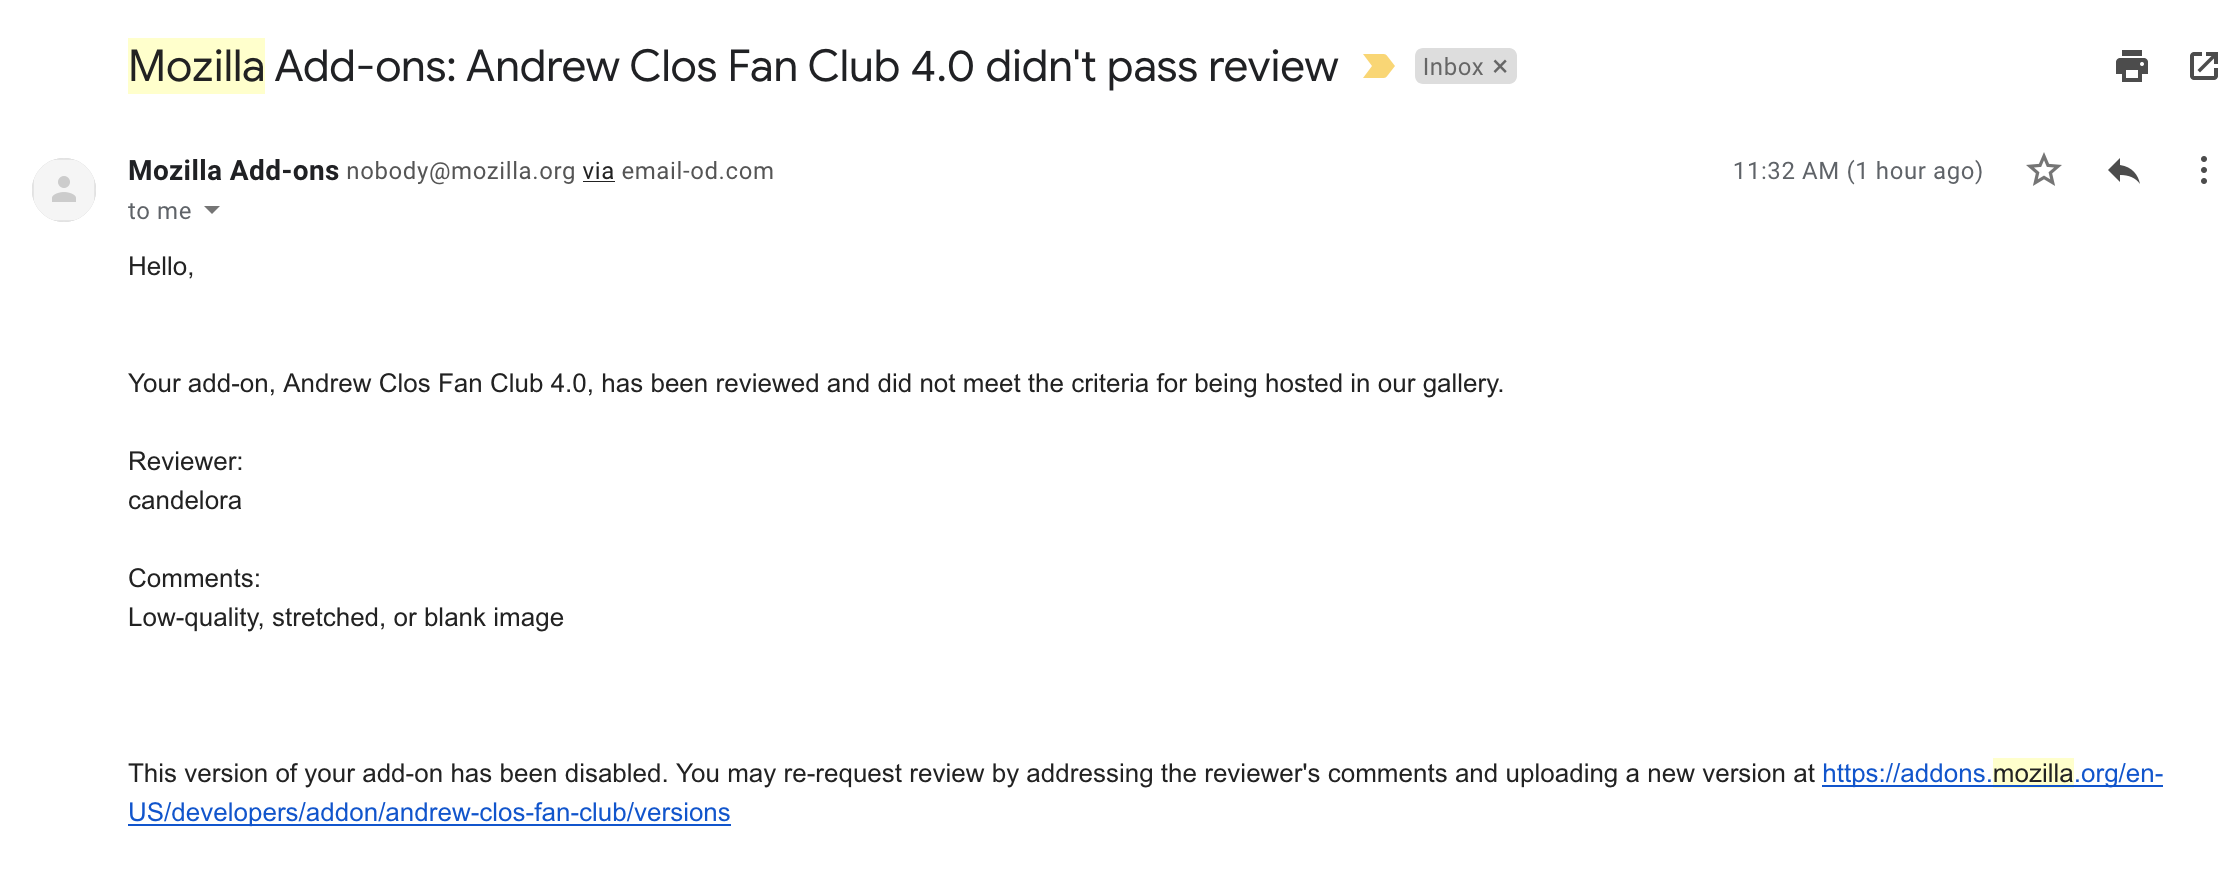 Mozilla Add-ons: Andrew Clos Fan Club 4.0 didn't pass review Inbox ×
Mozilla Add-ons nobody@mozilla.org via email-od.com 11:32 AM (1 hour ago)
to me
Hello,
Your add-on, Andrew Clos Fan Club 4.0, has been reviewed and did not meet the criteria for being hosted in our gallery.
Reviewer:
candelora
Comments:
Low-quality, stretched, or blank image
This version of your add-on has been disabled. You may re-request review by addressing the reviewer's comments and uploading a new version at https://addons.mozilla.org/en-
US/developers/addon/andrew-clos-fan-club/versions